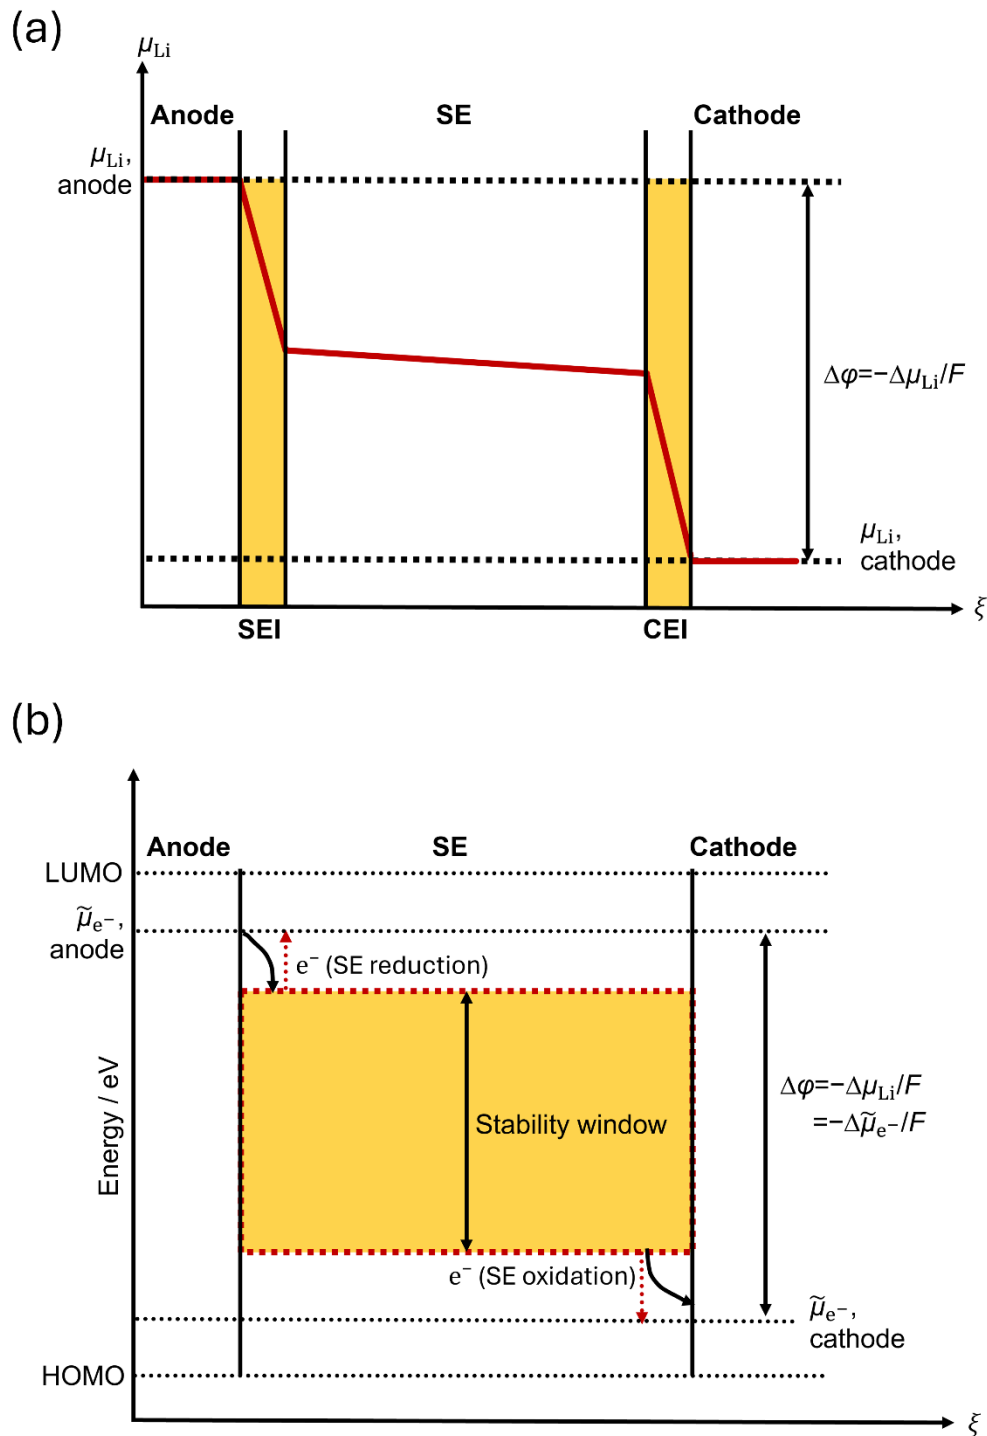 (a)
μLi
Anode SE Cathode
μLi,
anode
Δφ=−ΔμLi/F
μLi,
cathode
ξ
SEI CEI
(b)
Anode SE Cathode
LUMO
μ̃e−,
anode
e− (SE reduction)
Energy / eV
Stability window
Δφ=−ΔμLi/F
=−Δμ̃e−/F
e− (SE oxidation)
μ̃e−,
cathode
HOMO
ξ